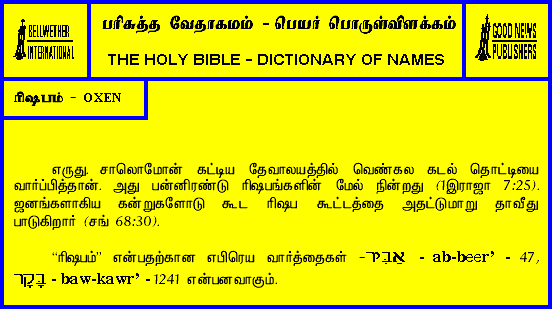 BELLWETHER
INTERNATIONAL
பரிசுத்த வேதாகமம் - பெயர் பொருள்விளக்கம்
THE HOLY BIBLE - DICTIONARY OF NAMES
GOOD NEWS
PUBLISHERS
ரிஷபம் - OXEN
எருது. சாலொமோன் கட்டிய தேவாலயத்தில் வெண்கல கடல் தொட்டியை
வார்ப்பித்தான். அது பன்னிரண்டு ரிஷபங்களின் மேல் நின்றது (1இராஜா 7:25).
ஜனங்களாகிய கன்றுகளோடு கூட ரிஷப கூட்டத்தை அதட்டுமாறு தாவீது
பாடுகிறார் (சங் 68:30).
“ரிஷபம்” என்பதற்கான எபிரெய வார்த்தைகள் -אַבִּיר - ab-beer’ - 47,
בָּקָר - baw-kawr’ - 1241 என்பனவாகும்.